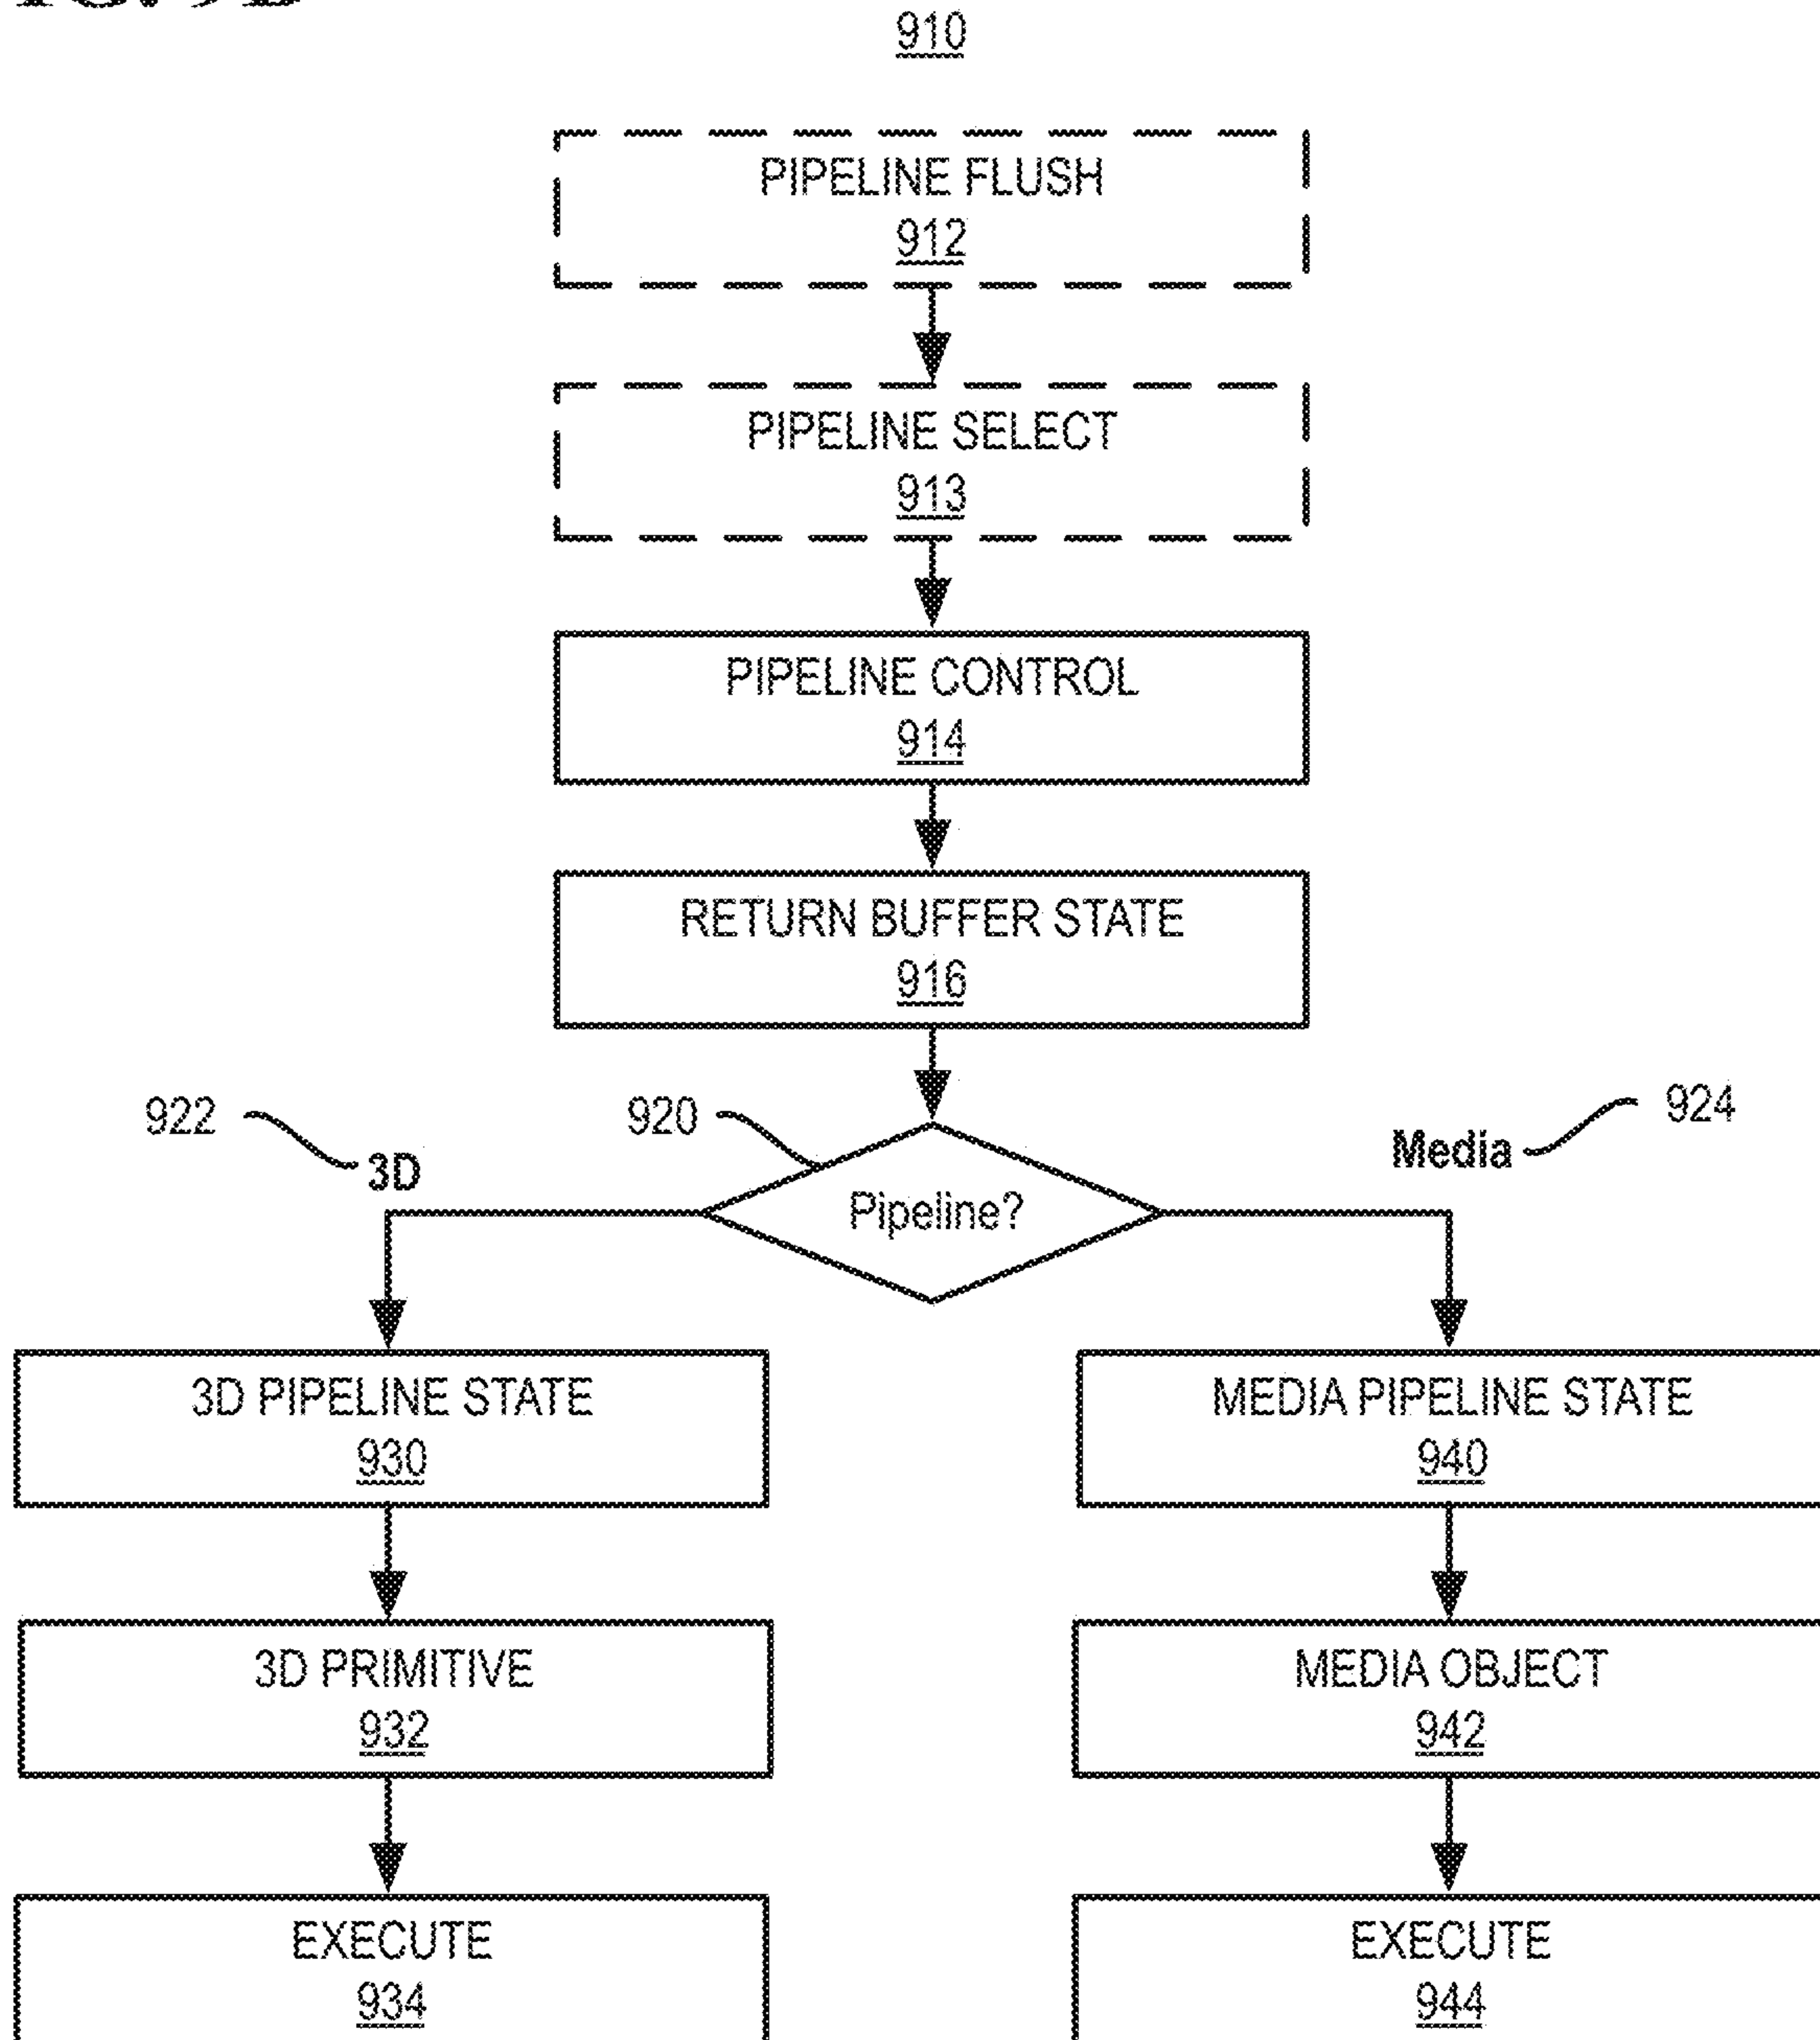 910
PIPELINE FLUSH
912
PIPELINE SELECT
913
PIPELINE CONTROL
914
RETURN BUFFER STATE
916
922
920
924
3D
Media
Pipeline?
3D PIPELINE STATE
930
MEDIA PIPELINE STATE
940
3D PRIMITIVE
932
MEDIA OBJECT
942
EXECUTE
934
EXECUTE
944